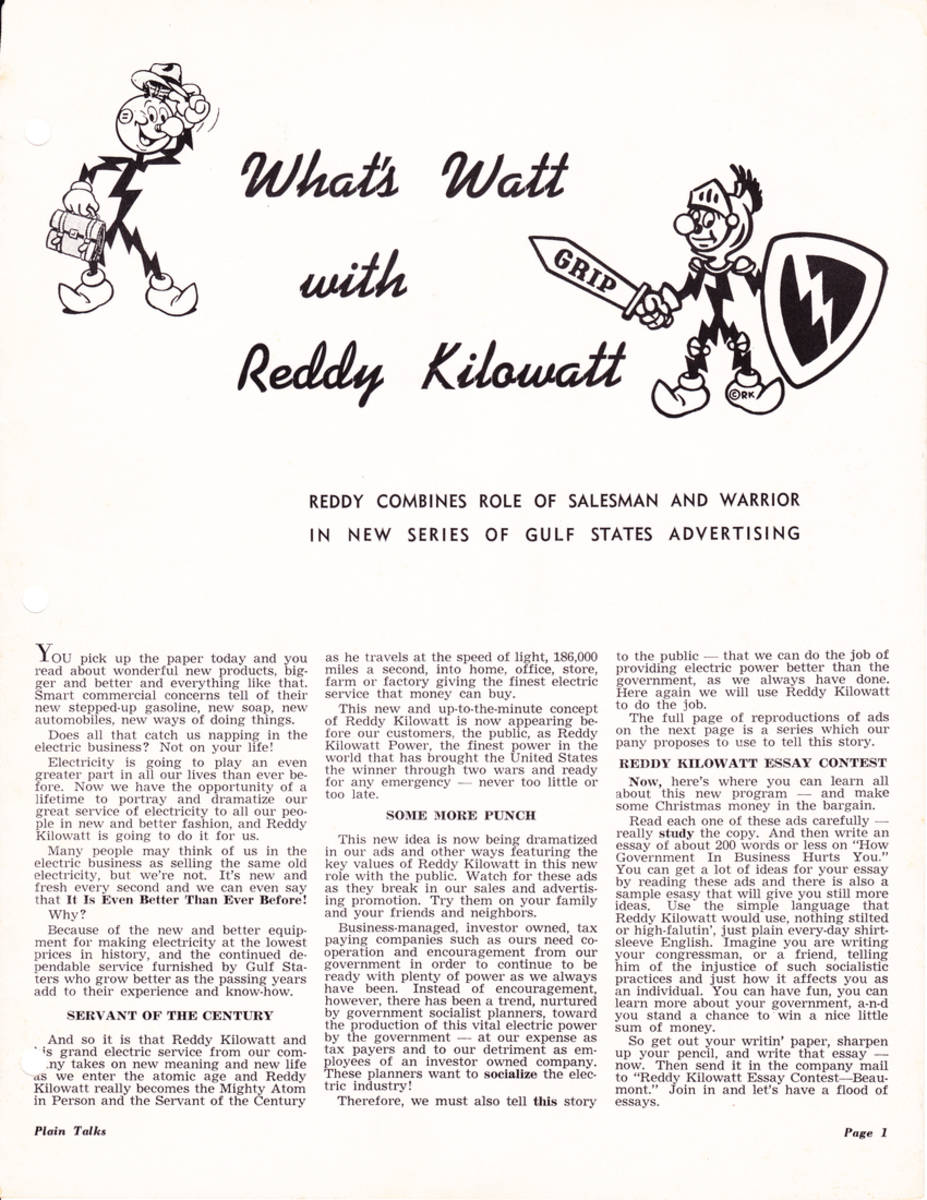 What's Watt
with
Reddy Kilowatt
GRIP
©RK
REDDY COMBINES ROLE OF SALESMAN AND WARRIOR
IN NEW SERIES OF GULF STATES ADVERTISING
YOU pick up the paper today and you
read about wonderful new products, big-
ger and better and everything like that.
Smart commercial concerns tell of their
new stepped-up gasoline, new soap, new
automobiles, new ways of doing things.
Does all that catch us napping in the
electric business? Not on your life!
Electricity is going to play an even
greater part in all our lives than ever be-
fore. Now we have the opportunity of a
lifetime to portray and dramatize our
great service of electricity to all our peo-
ple in new and better fashion, and Reddy
Kilowatt is going to do it for us.
Many people may think of us in the
electric business as selling the same old
electricity, but we're not. It's new and
fresh every second and we can even say
that It Is Even Better Than Ever Before!
Why?
Because of the new and better equip-
ment for making electricity at the lowest
prices in history, and the continued de-
pendable service furnished by Gulf Sta-
ters who grow better as the passing years
add to their experience and know-how.
SERVANT OF THE CENTURY
And so it is that Reddy Kilowatt and
is grand electric service from our com-
ny takes on new meaning and new life
as we enter the atomic age and Reddy
Kilowatt really becomes the Mighty Atom
in Person and the Servant of the Century
as he travels at the speed of light, 186,000
miles a second, into home, office, store,
farm or factory giving the finest electric
service that money can buy.
This new and up-to-the-minute concept
of Reddy Kilowatt is now appearing be-
fore our customers, the public, as Reddy
Kilowatt Power, the finest power in the
world that has brought the United States
the winner through two wars and ready
for any emergency — never too little or
too late.
SOME MORE PUNCH
This new idea is now being dramatized
in our ads and other ways featuring the
key values of Reddy Kilowatt in this new
role with the public. Watch for these ads
as they break in our sales and advertis-
ing promotion. Try them on your family
and your friends and neighbors.
Business-managed, investor owned, tax
paying companies such as ours need co-
operation and encouragement from our
government in order to continue to be
ready with plenty of power as we always
have been. Instead of encouragement,
however, there has been a trend, nurtured
by government socialist planners, toward
the production of this vital electric power
by the government — at our expense as
tax payers and to our detriment as em-
ployees of an investor owned company.
These planners want to socialize the elec-
tric industry!
Therefore, we must also tell this story
to the public — that we can do the job of
providing electric power better than the
government, as we always have done.
Here again we will use Reddy Kilowatt
to do the job.
The full page of reproductions of ads
on the next page is a series which our
pany proposes to use to tell this story.
REDDY KILOWATT ESSAY CONTEST
Now, here's where you can learn all
about this new program — and make
some Christmas money in the bargain.
Read each one of these ads carefully —
really study the copy. And then write an
essay of about 200 words or less on "How
Government In Business Hurts You."
You can get a lot of ideas for your essay
by reading these ads and there is also a
sample esasy that will give you still more
ideas. Use the simple language that
Reddy Kilowatt would use, nothing stilted
or high-falutin', just plain every-day shirt-
sleeve English. Imagine you are writing
your congressman, or a friend, telling
him of the injustice of such socialistic
practices and just how it affects you as
an individual. You can have fun, you can
learn more about your government, a-n-d
you stand a chance to win a nice little
sum of money.
So get out your writin' paper, sharpen
up your pencil, and write that essay —
now. Then send it in the company mail
to "Reddy Kilowatt Essay Contest—Beau-
mont." Join in and let's have a flood of
essays.
Plain Talks
Page 1